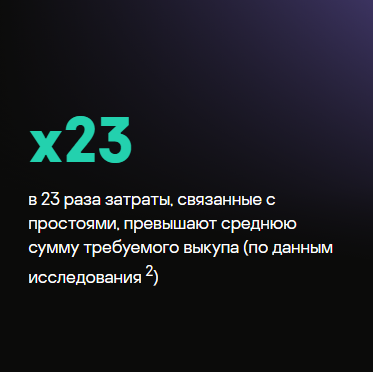 x23
в 23 раза затраты, связанные с
простоями, превышают среднюю
сумму требуемого выкупа (по данным
исследования ²)